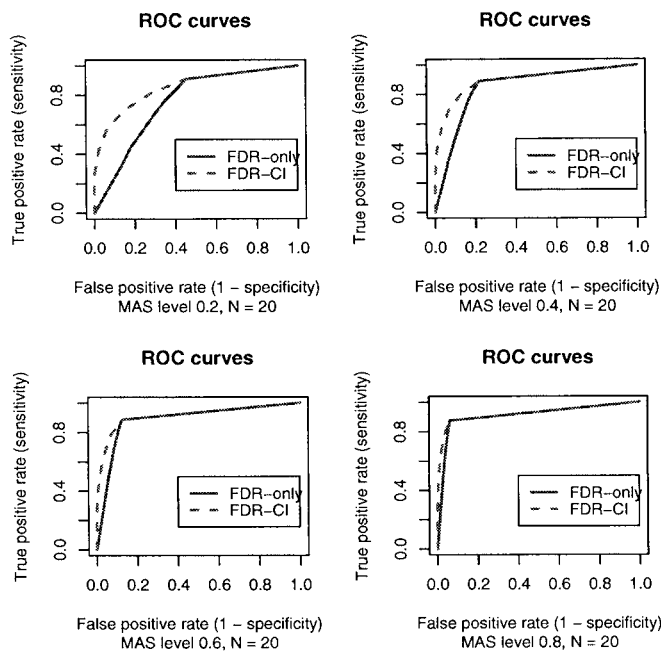 ROC curves
True positive rate (sensitivity)
0.0 0.4 0.8
FDR-only
FDR-CI
0.0 0.2 0.4 0.6 0.8 1.0
False positive rate (1 − specificity)
MAS level 0.2, N = 20
ROC curves
True positive rate (sensitivity)
0.0 0.4 0.8
FDR-only
FDR-CI
0.0 0.2 0.4 0.6 0.8 1.0
False positive rate (1 − specificity)
MAS level 0.4, N = 20
ROC curves
True positive rate (sensitivity)
0.0 0.4 0.8
FDR-only
FDR-CI
0.0 0.2 0.4 0.6 0.8 1.0
False positive rate (1 − specificity)
MAS level 0.6, N = 20
ROC curves
True positive rate (sensitivity)
0.0 0.4 0.8
FDR-only
FDR-CI
0.0 0.2 0.4 0.6 0.8 1.0
False positive rate (1 − specificity)
MAS level 0.8, N = 20